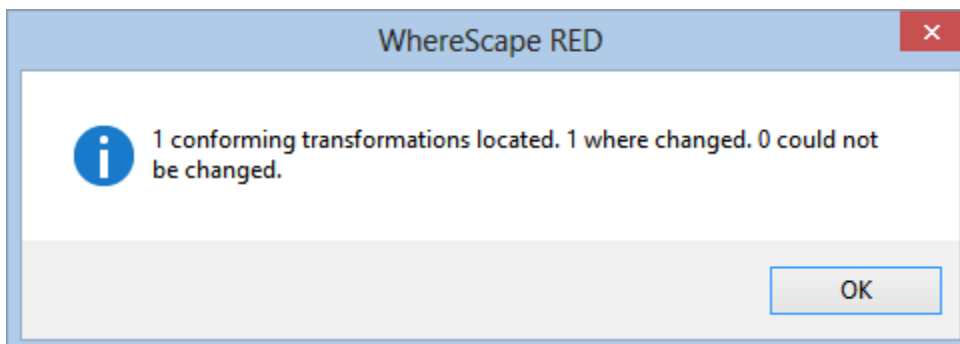 WhereScape RED
1 conforming transformations located. 1 where changed. 0 could not
be changed.
OK